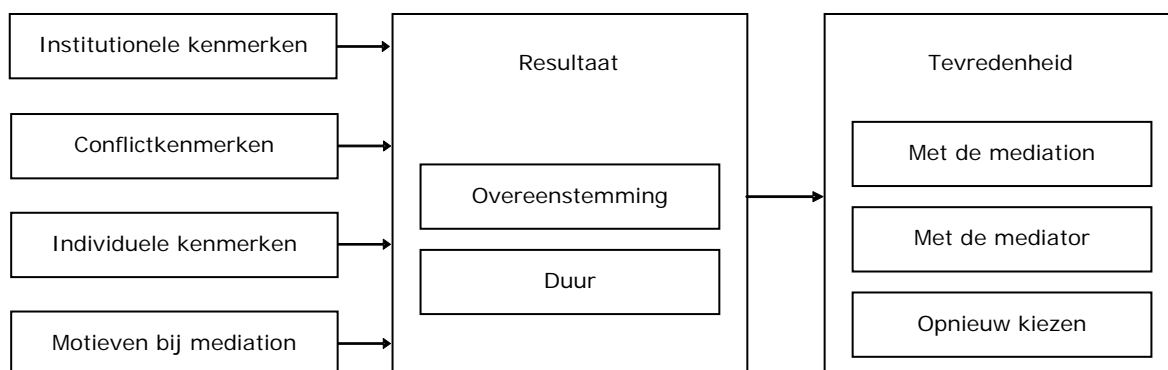 Institutionele kenmerken
Conflictkenmerken
Individuele kenmerken
Motieven bij mediation
Resultaat
Overeenstemming
Duur
Tevredenheid
Met de mediation
Met de mediator
Opnieuw kiezen